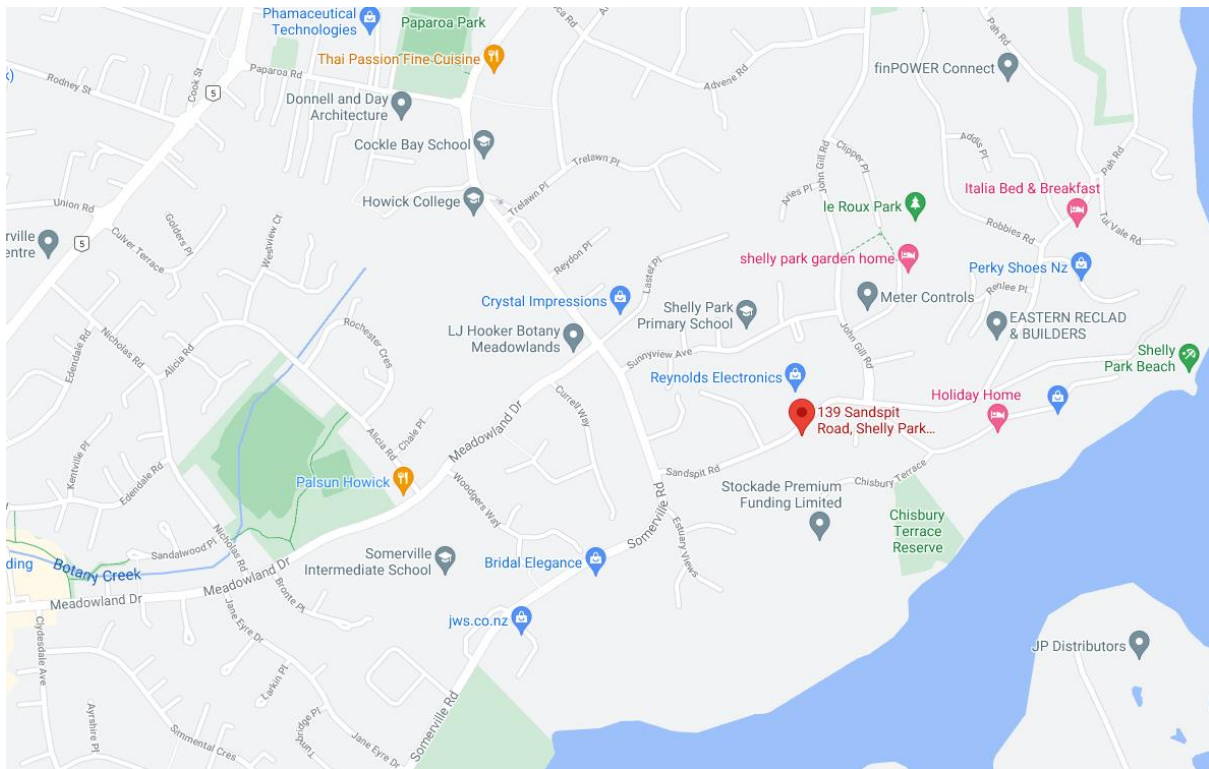 Phamaceutical
Technologies
Paparoa Park
Thai Passion Fine Cuisine
Pah Rd
finPOWER Connect
Advene Rd
Rodney St
Cook St
5
Paparoa Rd
Donnell and Day
Architecture
Cockle Bay School
Trelawn Pl
Howick College
Trelawn Pl
John Gill Rd
Clipper Pl
Aries Pl
Addis Pl
Pah Rd
Italia Bed & Breakfast
le Roux Park
Robbies Rd
Tui Vale Rd
Union Rd
Golders Pl
Culver Terrace
Westview Ct
5
Reydon Pl
Lastel Pl
shelly park garden home
Perky Shoes Nz
Renlee Pl
Crystal Impressions
Shelly Park
Primary School
Meter Controls
EASTERN RECLAD
& BUILDERS
LJ Hooker Botany
Meadowlands
Rochester Cres
Nicholas Rd
Alicia Rd
Edendale Rd
Sunnyview Ave
John Gill Rd
Shelly
Park Beach
Reynolds Electronics
Holiday Home
139 Sandspit
Road, Shelly Park...
Currell Way
Meadowland Dr
Chale Pl
Alicia Rd
Kentville Pl
Edendale Rd
Palsun Howick
Woodgers Way
Sandspit Rd
Somerville Rd
Chisbury Terrace
Stockade Premium
Funding Limited
Chisbury
Terrace
Reserve
Estuary Views
Sandalwood Pl
Nicholas Rd
Somerville
Intermediate School
Bridal Elegance
Botany Creek
Meadowland Dr
Meadowland Dr
Bronte Pl
Jane Eyre Dr
jws.co.nz
Clydesdale Ave
Larkin Pl
JP Distributors
Somerville Rd
Ayrshire Pl
Simmental Cres
Jane Eyre Dr